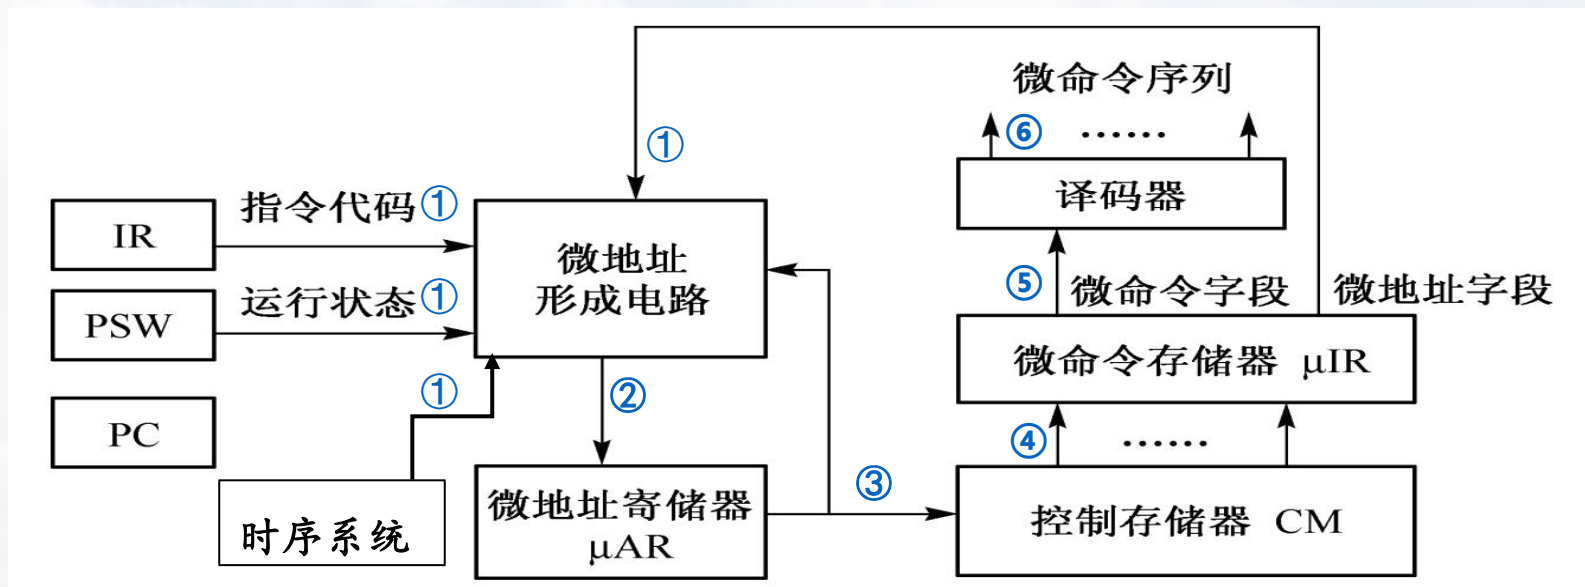 微命令序列
⑥ ……
①
译码器
指令代码①
IR
微地址
形成电路
⑤ 微命令字段
微地址字段
运行状态①
PSW
微命令存储器 μIR
①
②
PC
④ ……
③
时序系统
微地址寄储器
μAR
控制存储器 CM